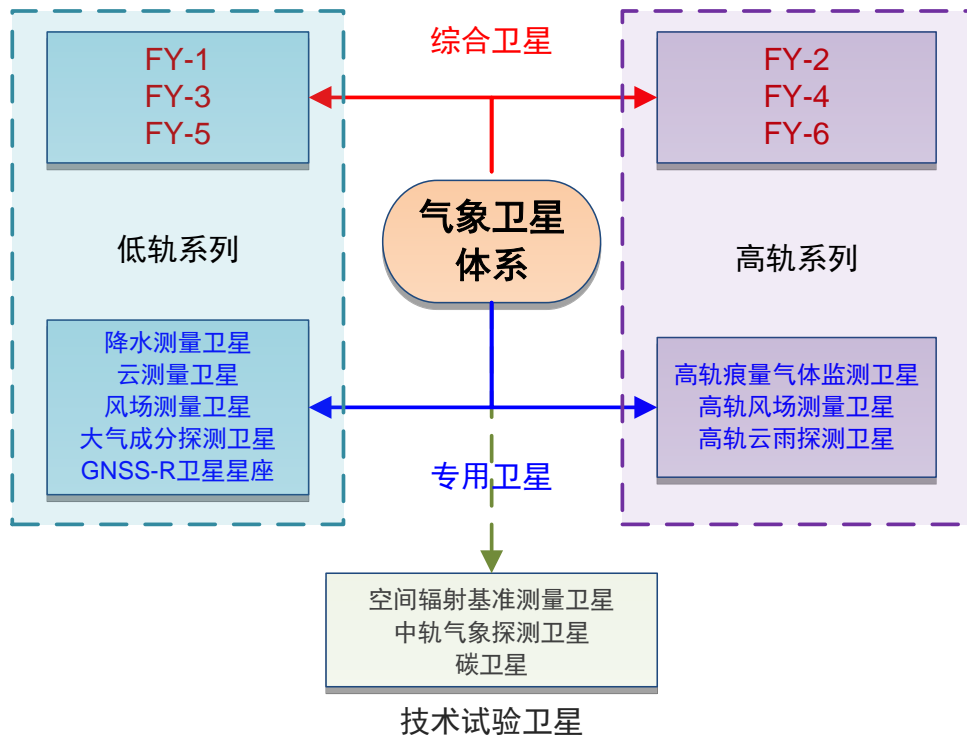 综合卫星
FY-1
FY-3
FY-5
FY-2
FY-4
FY-6
气象卫星
体系
低轨系列
高轨系列
降水测量卫星
云测量卫星
风场测量卫星
大气成分探测卫星
GNSS-R卫星星座
高轨痕量气体监测卫星
高轨风场测量卫星
高轨云雨探测卫星
专用卫星
空间辐射基准测量卫星
中轨气象探测卫星
碳卫星
技术试验卫星